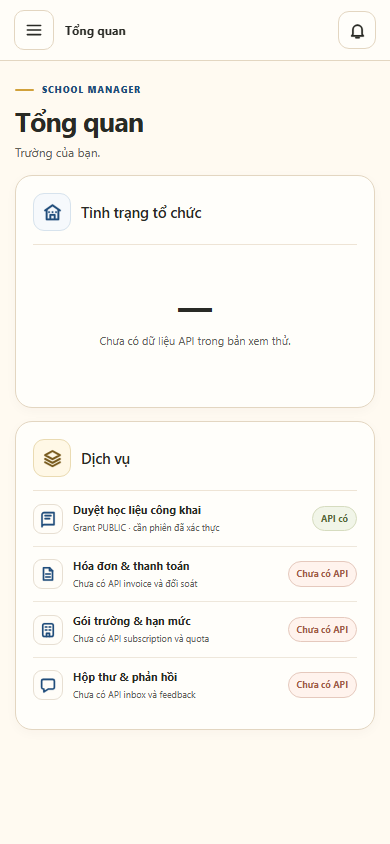 Tổng quan
SCHOOL MANAGER
Tổng quan
Trường của bạn.
Tình trạng tổ chức
—
Chưa có dữ liệu API trong bản xem thử.
Dịch vụ
Duyệt học liệu công khai
Grant PUBLIC · cần phiên đã xác thực
API có
Hóa đơn & thanh toán
Chưa có API invoice và đối soát
Chưa có API
Gói trường & hạn mức
Chưa có API subscription và quota
Chưa có API
Hộp thư & phản hồi
Chưa có API inbox và feedback
Chưa có API